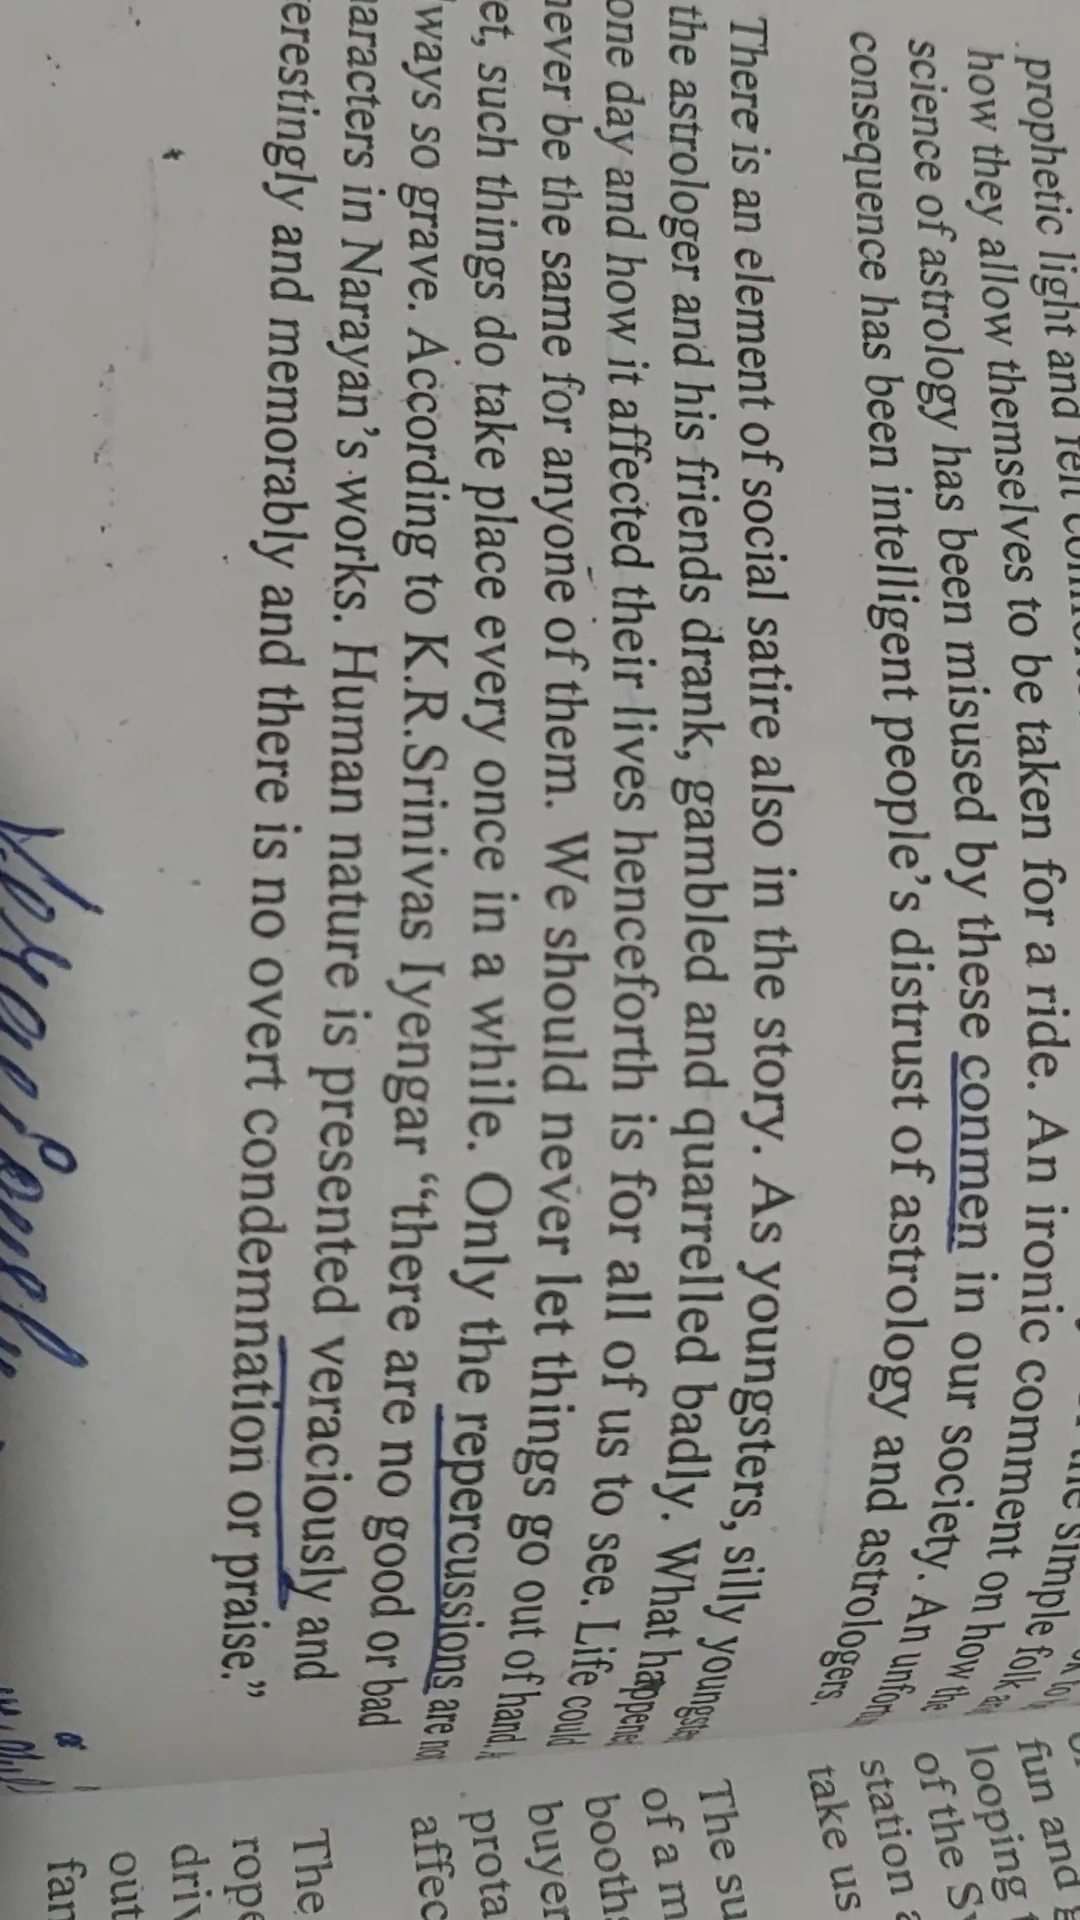 prophetic light and felt
how they allow themselves to be taken for a ride. An ironic comment on how the
science of astrology has been misused by these conmen in our society. An
consequence has been intelligent people's distrust of astrology and astrologers.
There is an element of social satire also in the story. As youngsters, silly
the astrologer and his friends drank, gambled and quarrelled badly. What
one day and how it affected their lives henceforth is for all of us to see. Life could
never be the same for anyone of them. We should never let things go out of hand.
et, such things do take place every once in a while. Only the repercussions are
ways so grave. According to K.R.Srinivas Iyengar “there are no good or bad
haracters in Narayan's works. Human nature is presented veraciously and
erestingly and memorably and there is no overt condemnation or praise.”
fun and
looping
of the
station
take us
The su
of a m
booths
buyer
prota
affec
The
rope
driv
out
fan